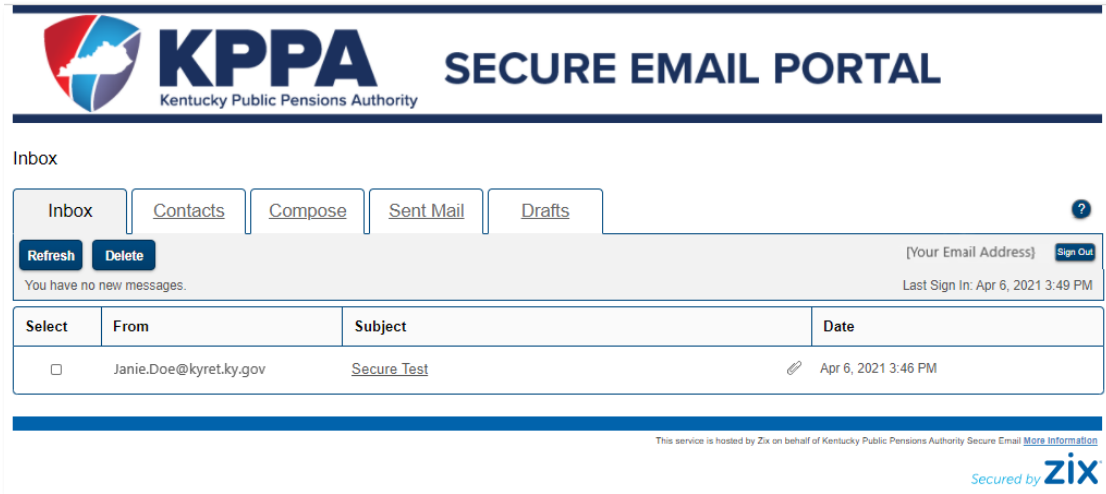 KPPA
Kentucky Public Pensions Authority
SECURE EMAIL PORTAL
Inbox
Inbox Contacts Compose Sent Mail Drafts ?
Refresh Delete [Your Email Address} Sign Out
You have no new messages. Last Sign In: Apr 6, 2021 3:49 PM
Select From Subject Date
Janie.Doe@kyret.ky.gov Secure Test Apr 6, 2021 3:46 PM
This service is hosted by Zix on behalf of Kentucky Public Pensions Authority Secure Email More Information
Secured by zix